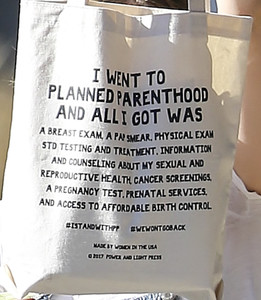 I WENT TO
PLANNED PARENTHOOD
AND ALL I GOT WAS
A BREAST EXAM, A PAP SMEAR, PHYSICAL EXAM
STD TESTING AND TREATMENT, INFORMATION
AND COUNSELING ABOUT MY SEXUAL AND
REPRODUCTIVE HEALTH, CANCER SCREENINGS,
A PREGNANCY TEST, PRENATAL SERVICES,
AND ACCESS TO AFFORDABLE BIRTH CONTROL.
#ISTANDWITHPP #WEWONTGOBACK
MADE BY WOMEN IN THE USA
© 2017 POWER AND LIGHT PRESS